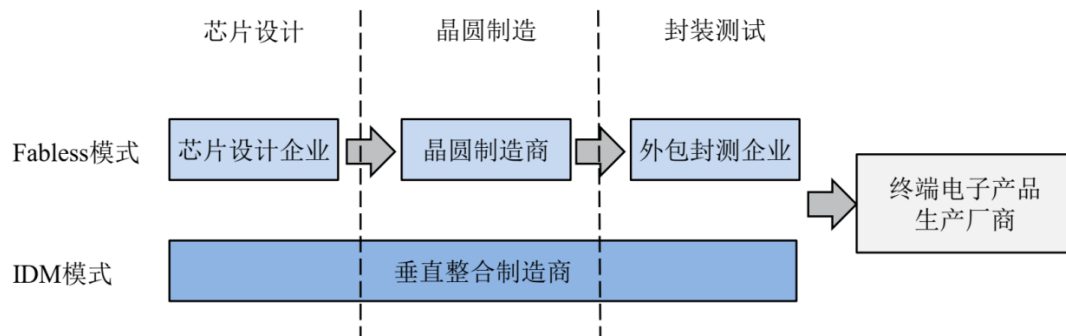 芯片设计
晶圆制造
封装测试
Fabless模式
芯片设计企业
晶圆制造商
外包封测企业
终端电子产品
生产厂商
IDM模式
垂直整合制造商